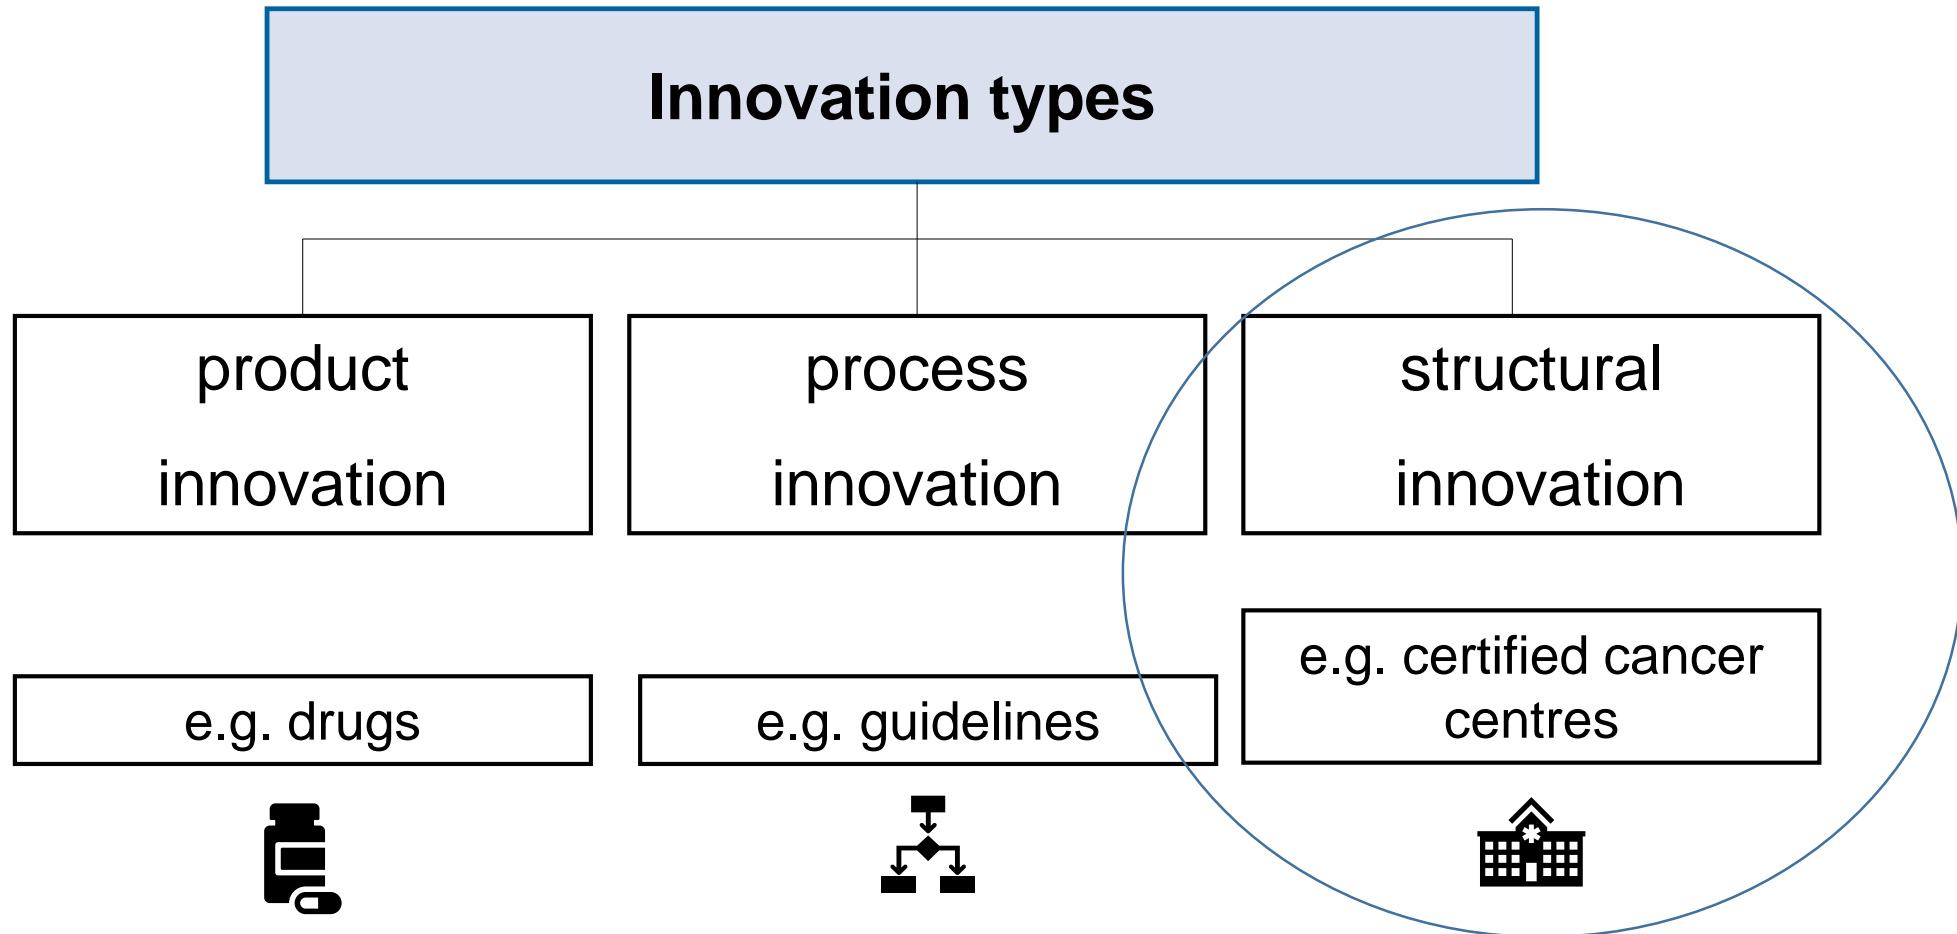 Innovation types
product
innovation
process
innovation
structural
innovation
e.g. drugs
e.g. guidelines
e.g. certified cancer
centres